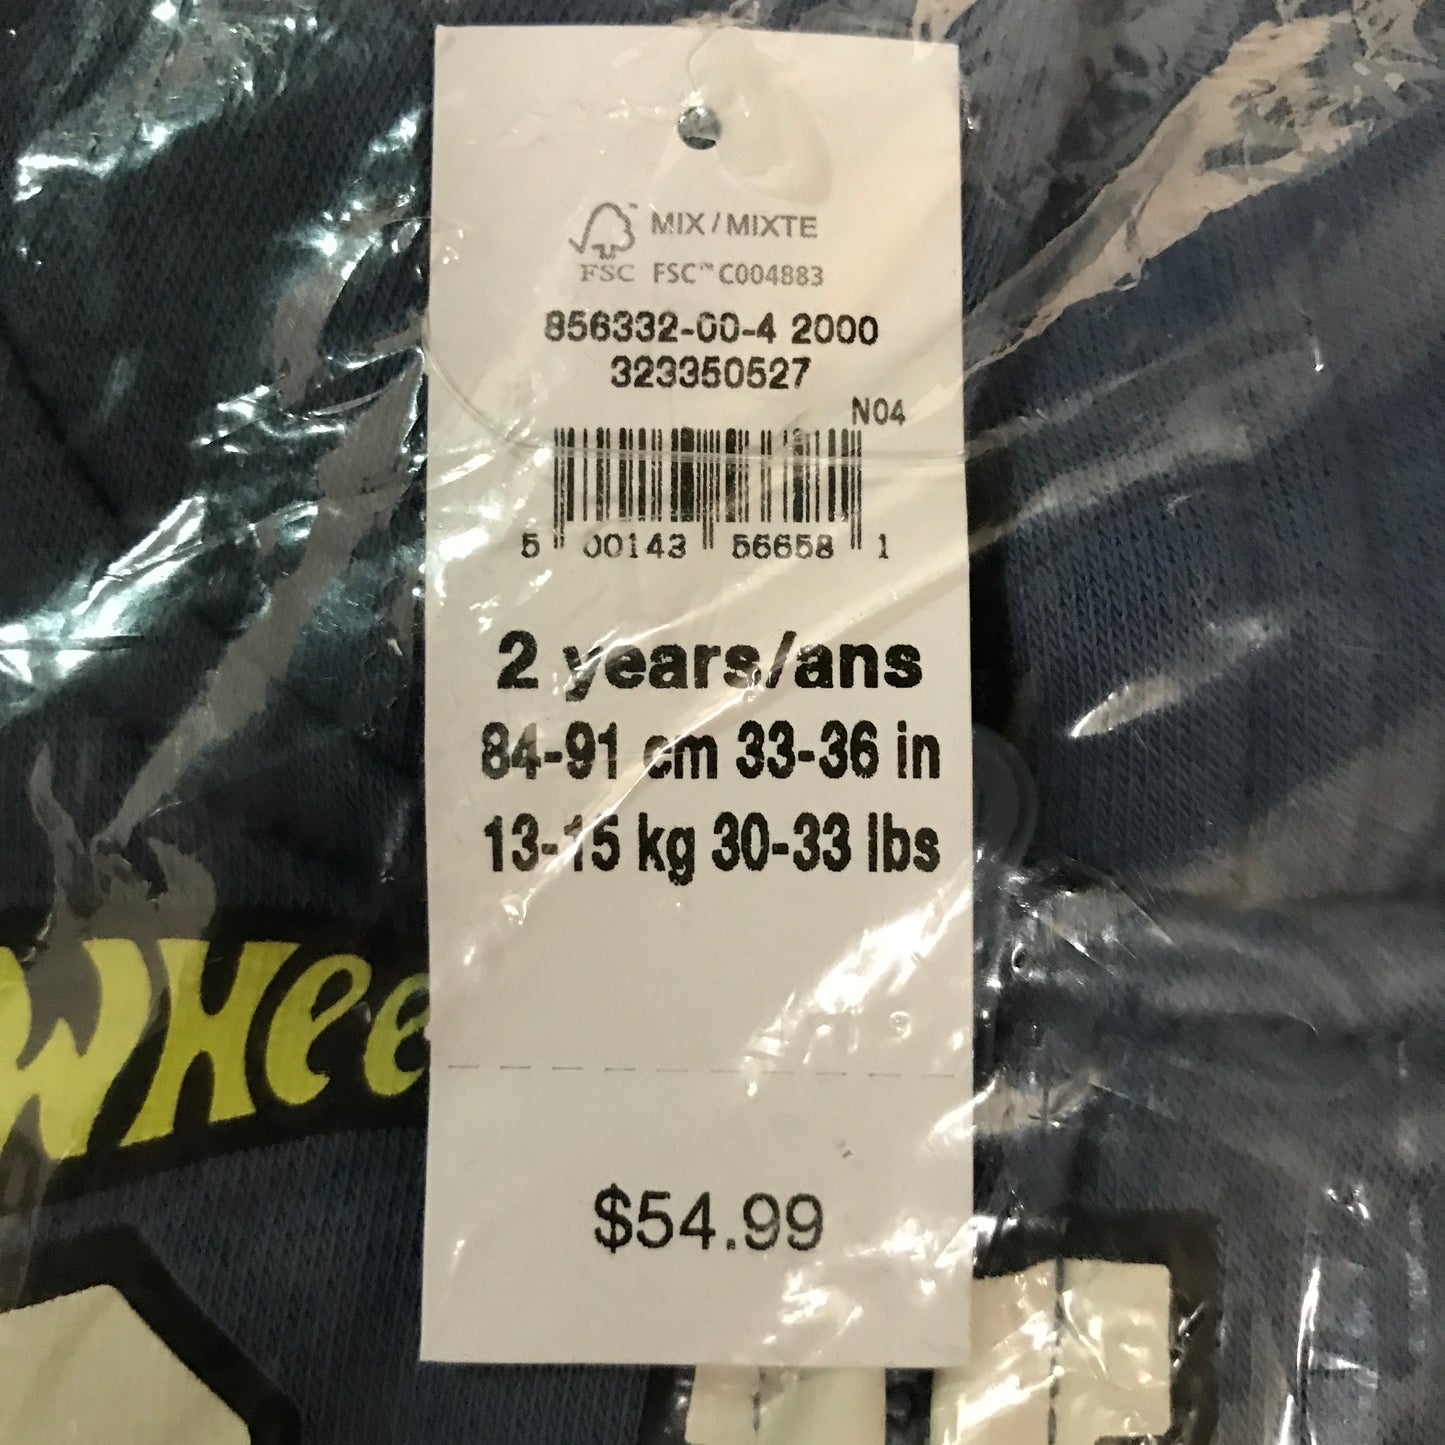 MIX / MIXTE
FSC FSC™ C004883
856332-00-4 2000
323350527
N04
5 00143 56658 1
2 years/ans
84-91 cm 33-36 in
13-15 kg 30-33 lbs
WHee
$54.99